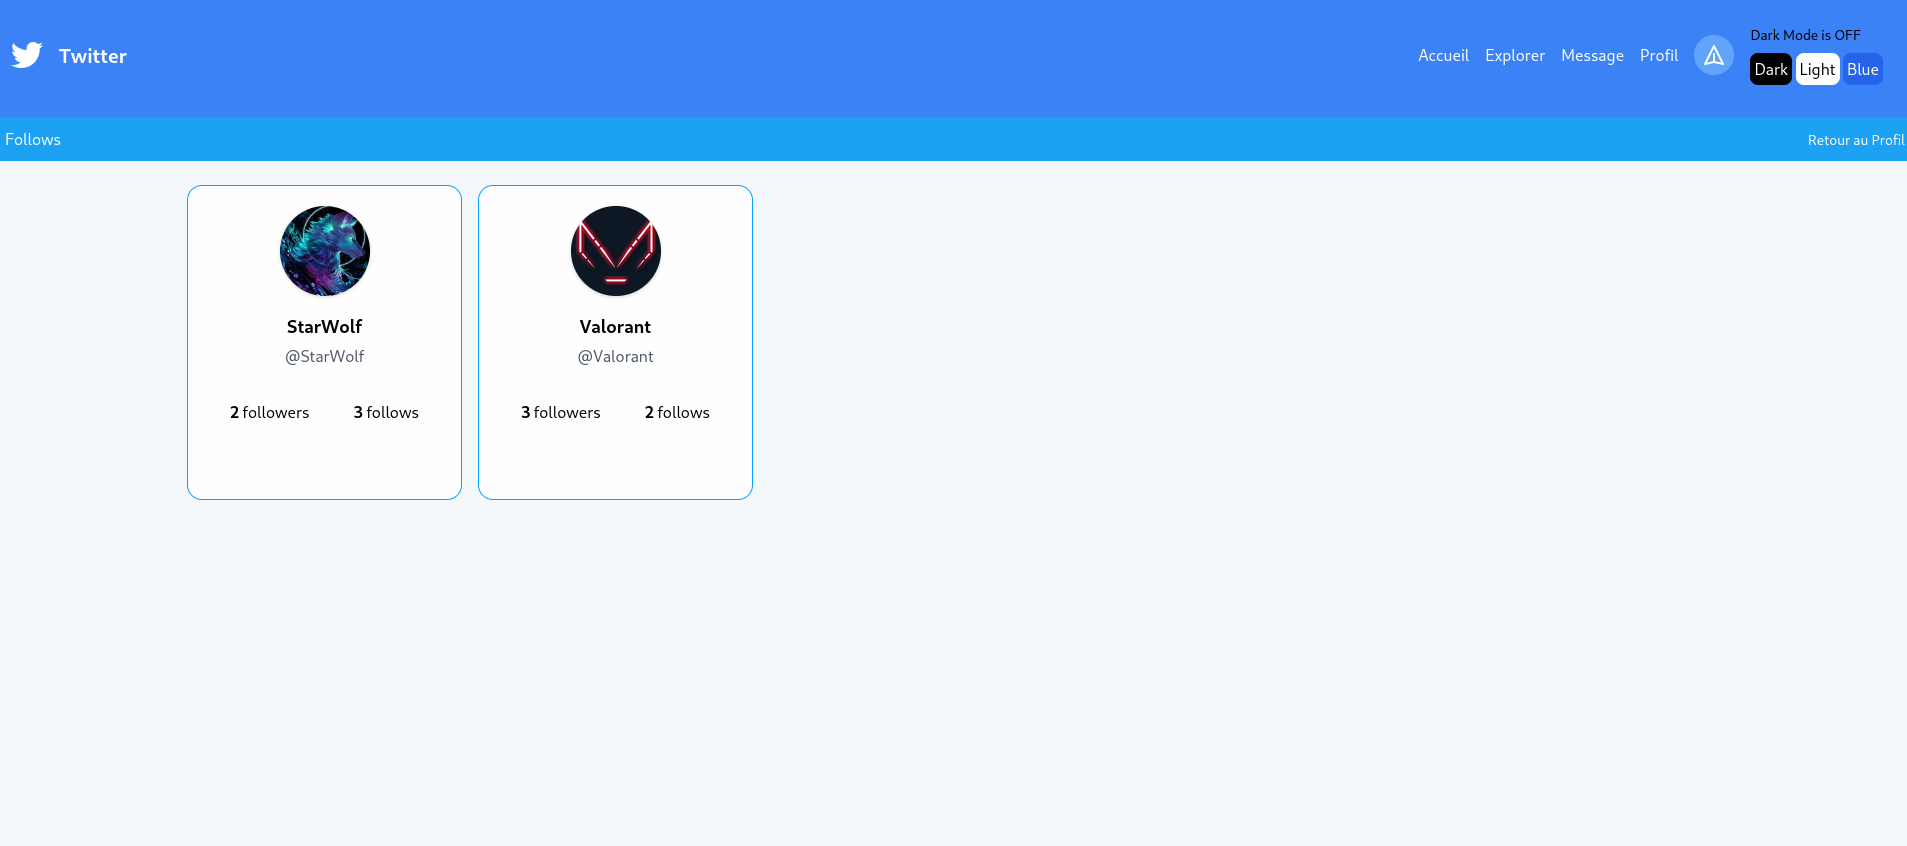 Twitter
Accueil Explorer Message Profil
Dark Mode is OFF
Dark Light Blue
Follows
Retour au Profil
StarWolf
@StarWolf
2 followers 3 follows
Valorant
@Valorant
3 followers 2 follows